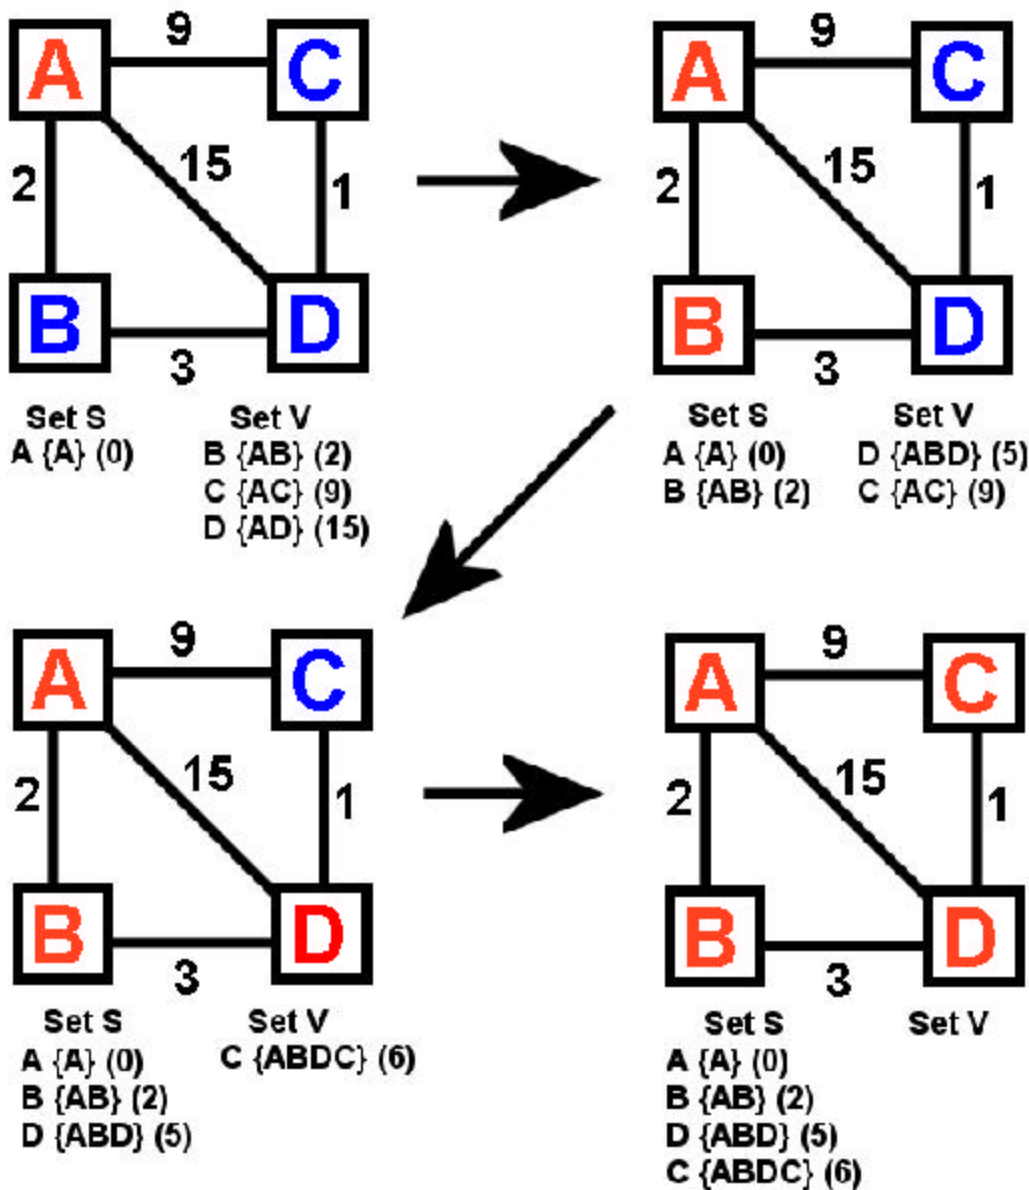 9
A C
2 15 1
B D
3
Set S Set V
A {A} (0) B {AB} (2)
C {AC} (9)
D {AD} (15)
9
A C
2 15 1
B D
3
Set S Set V
A {A} (0) D {ABD} (5)
B {AB} (2) C {AC} (9)
9
A C
2 15 1
B D
3
Set S Set V
A {A} (0) C {ABDC} (6)
B {AB} (2)
D {ABD} (5)
9
A C
2 15 1
B D
3
Set S Set V
A {A} (0)
B {AB} (2)
D {ABD} (5)
C {ABDC} (6)